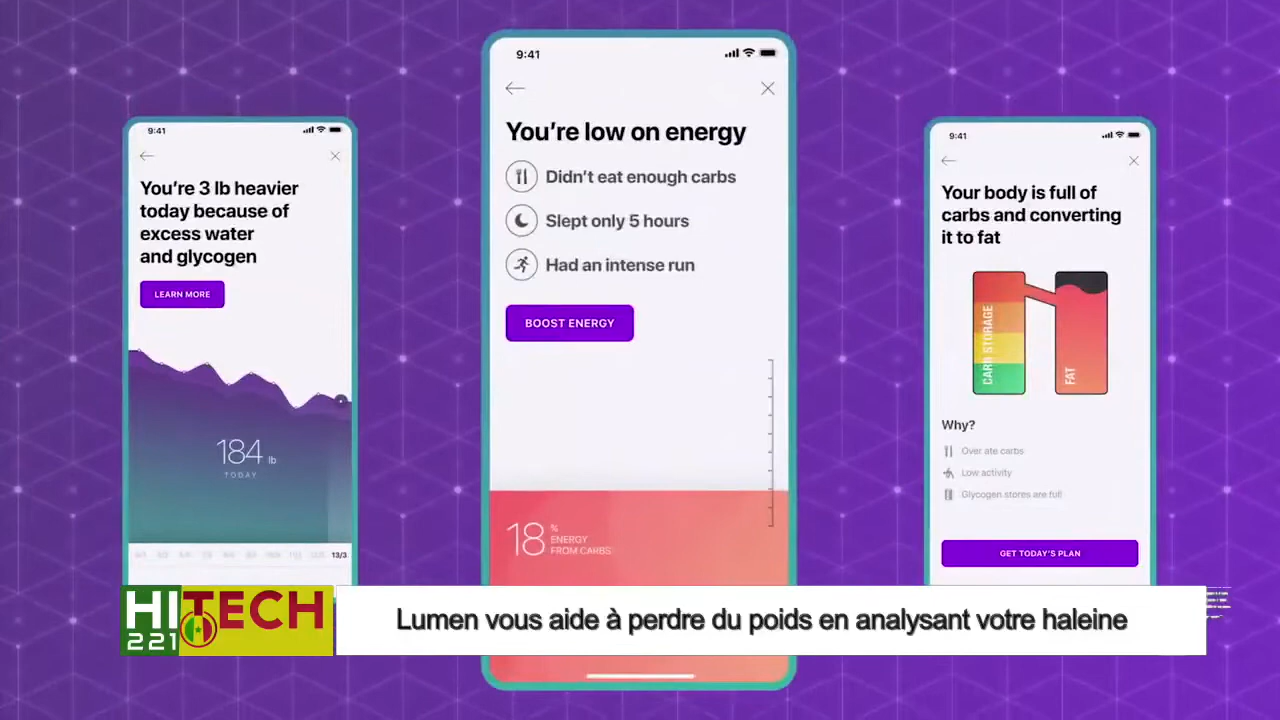 9:41
You're 3 lb heavier
today because of
excess water
and glycogen
LEARN MORE
184 lb
TODAY
13/3
9:41
You're low on energy
Didn't eat enough carbs
Slept only 5 hours
Had an intense run
BOOST ENERGY
18 %
ENERGY
FROM CARBS
9:41
Your body is full of
carbs and converting
it to fat
CARB STORAGE
FAT
Why?
Over ate carbs
Low activity
Glycogen stores are full
GET TODAY'S PLAN
HITECH
221
Lumen vous aide à perdre du poids en analysant votre haleine